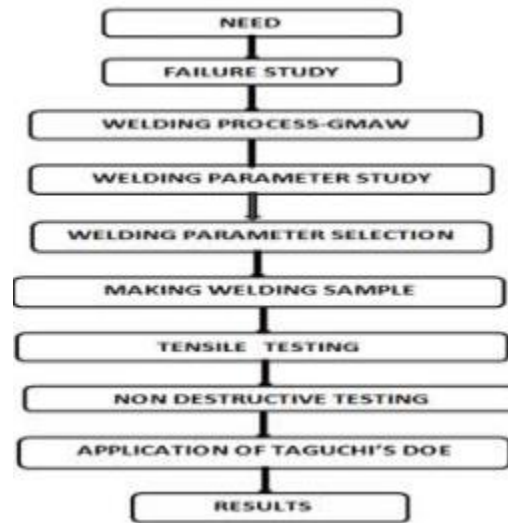 NEED
FAILURE STUDY
WELDING PROCESS-GMAW
WELDING PARAMETER STUDY
WELDING PARAMETER SELECTION
MAKING WELDING SAMPLE
TENSILE TESTING
NON DESTRUCTIVE TESTING
APPLICATION OF TAGUCHI'S DOE
RESULTS